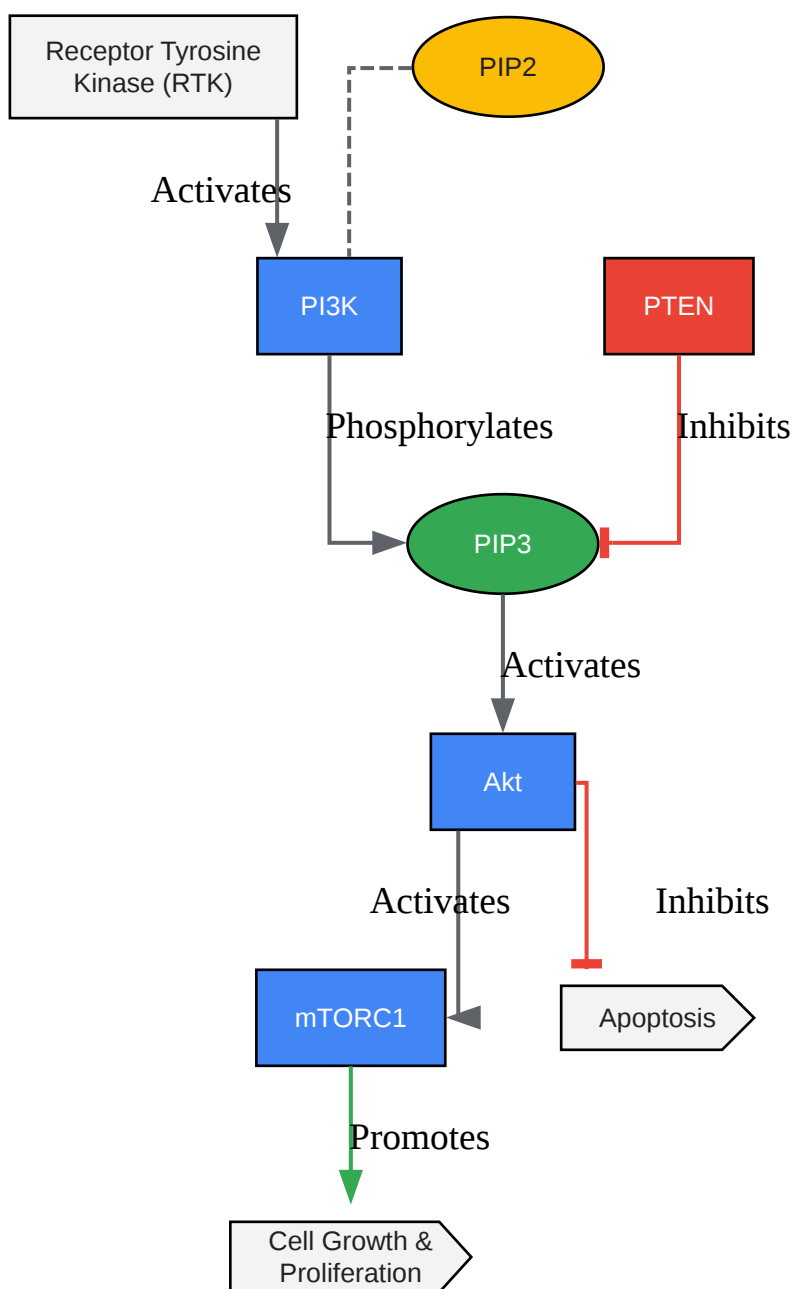 Receptor Tyrosine
Kinase (RTK)
PIP2
Activates
PI3K
PTEN
Phosphorylates
Inhibits
PIP3
Activates
Akt
Activates
Inhibits
mTORC1
Apoptosis
Promotes
Cell Growth &
Proliferation